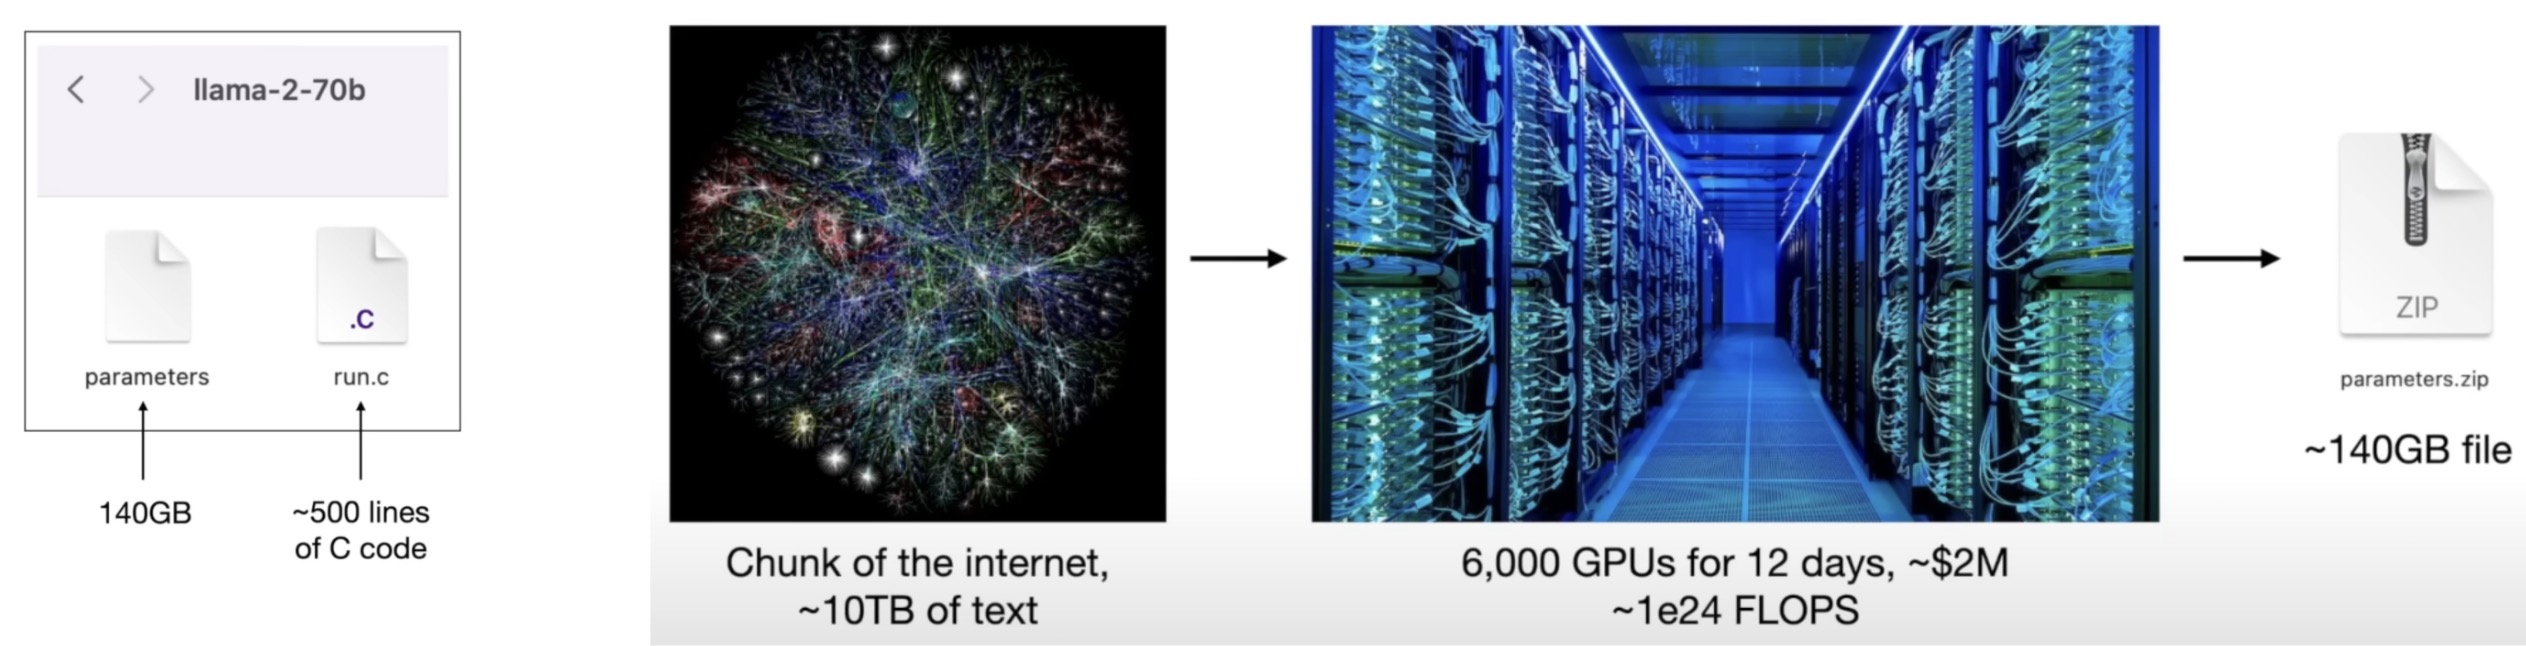 llama-2-70b
.C
parameters
run.c
140GB
~500 lines
of C code
Chunk of the internet,
~10TB of text
6,000 GPUs for 12 days, ~$2M
~1e24 FLOPS
ZIP
parameters.zip
~140GB file